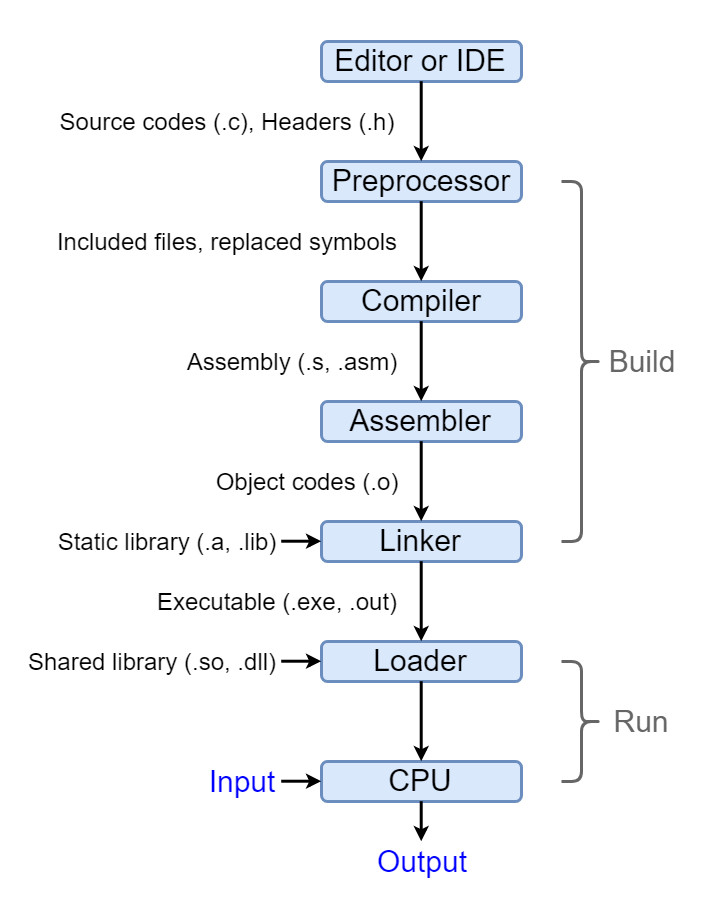 Editor or IDE
Source codes (.c), Headers (.h)
Preprocessor
Included files, replaced symbols
Compiler
Build
Assembly (.s, .asm)
Assembler
Object codes (.o)
Static library (.a, .lib)
Linker
Executable (.exe, .out)
Shared library (.so, .dll)
Loader
Run
Input
CPU
Output